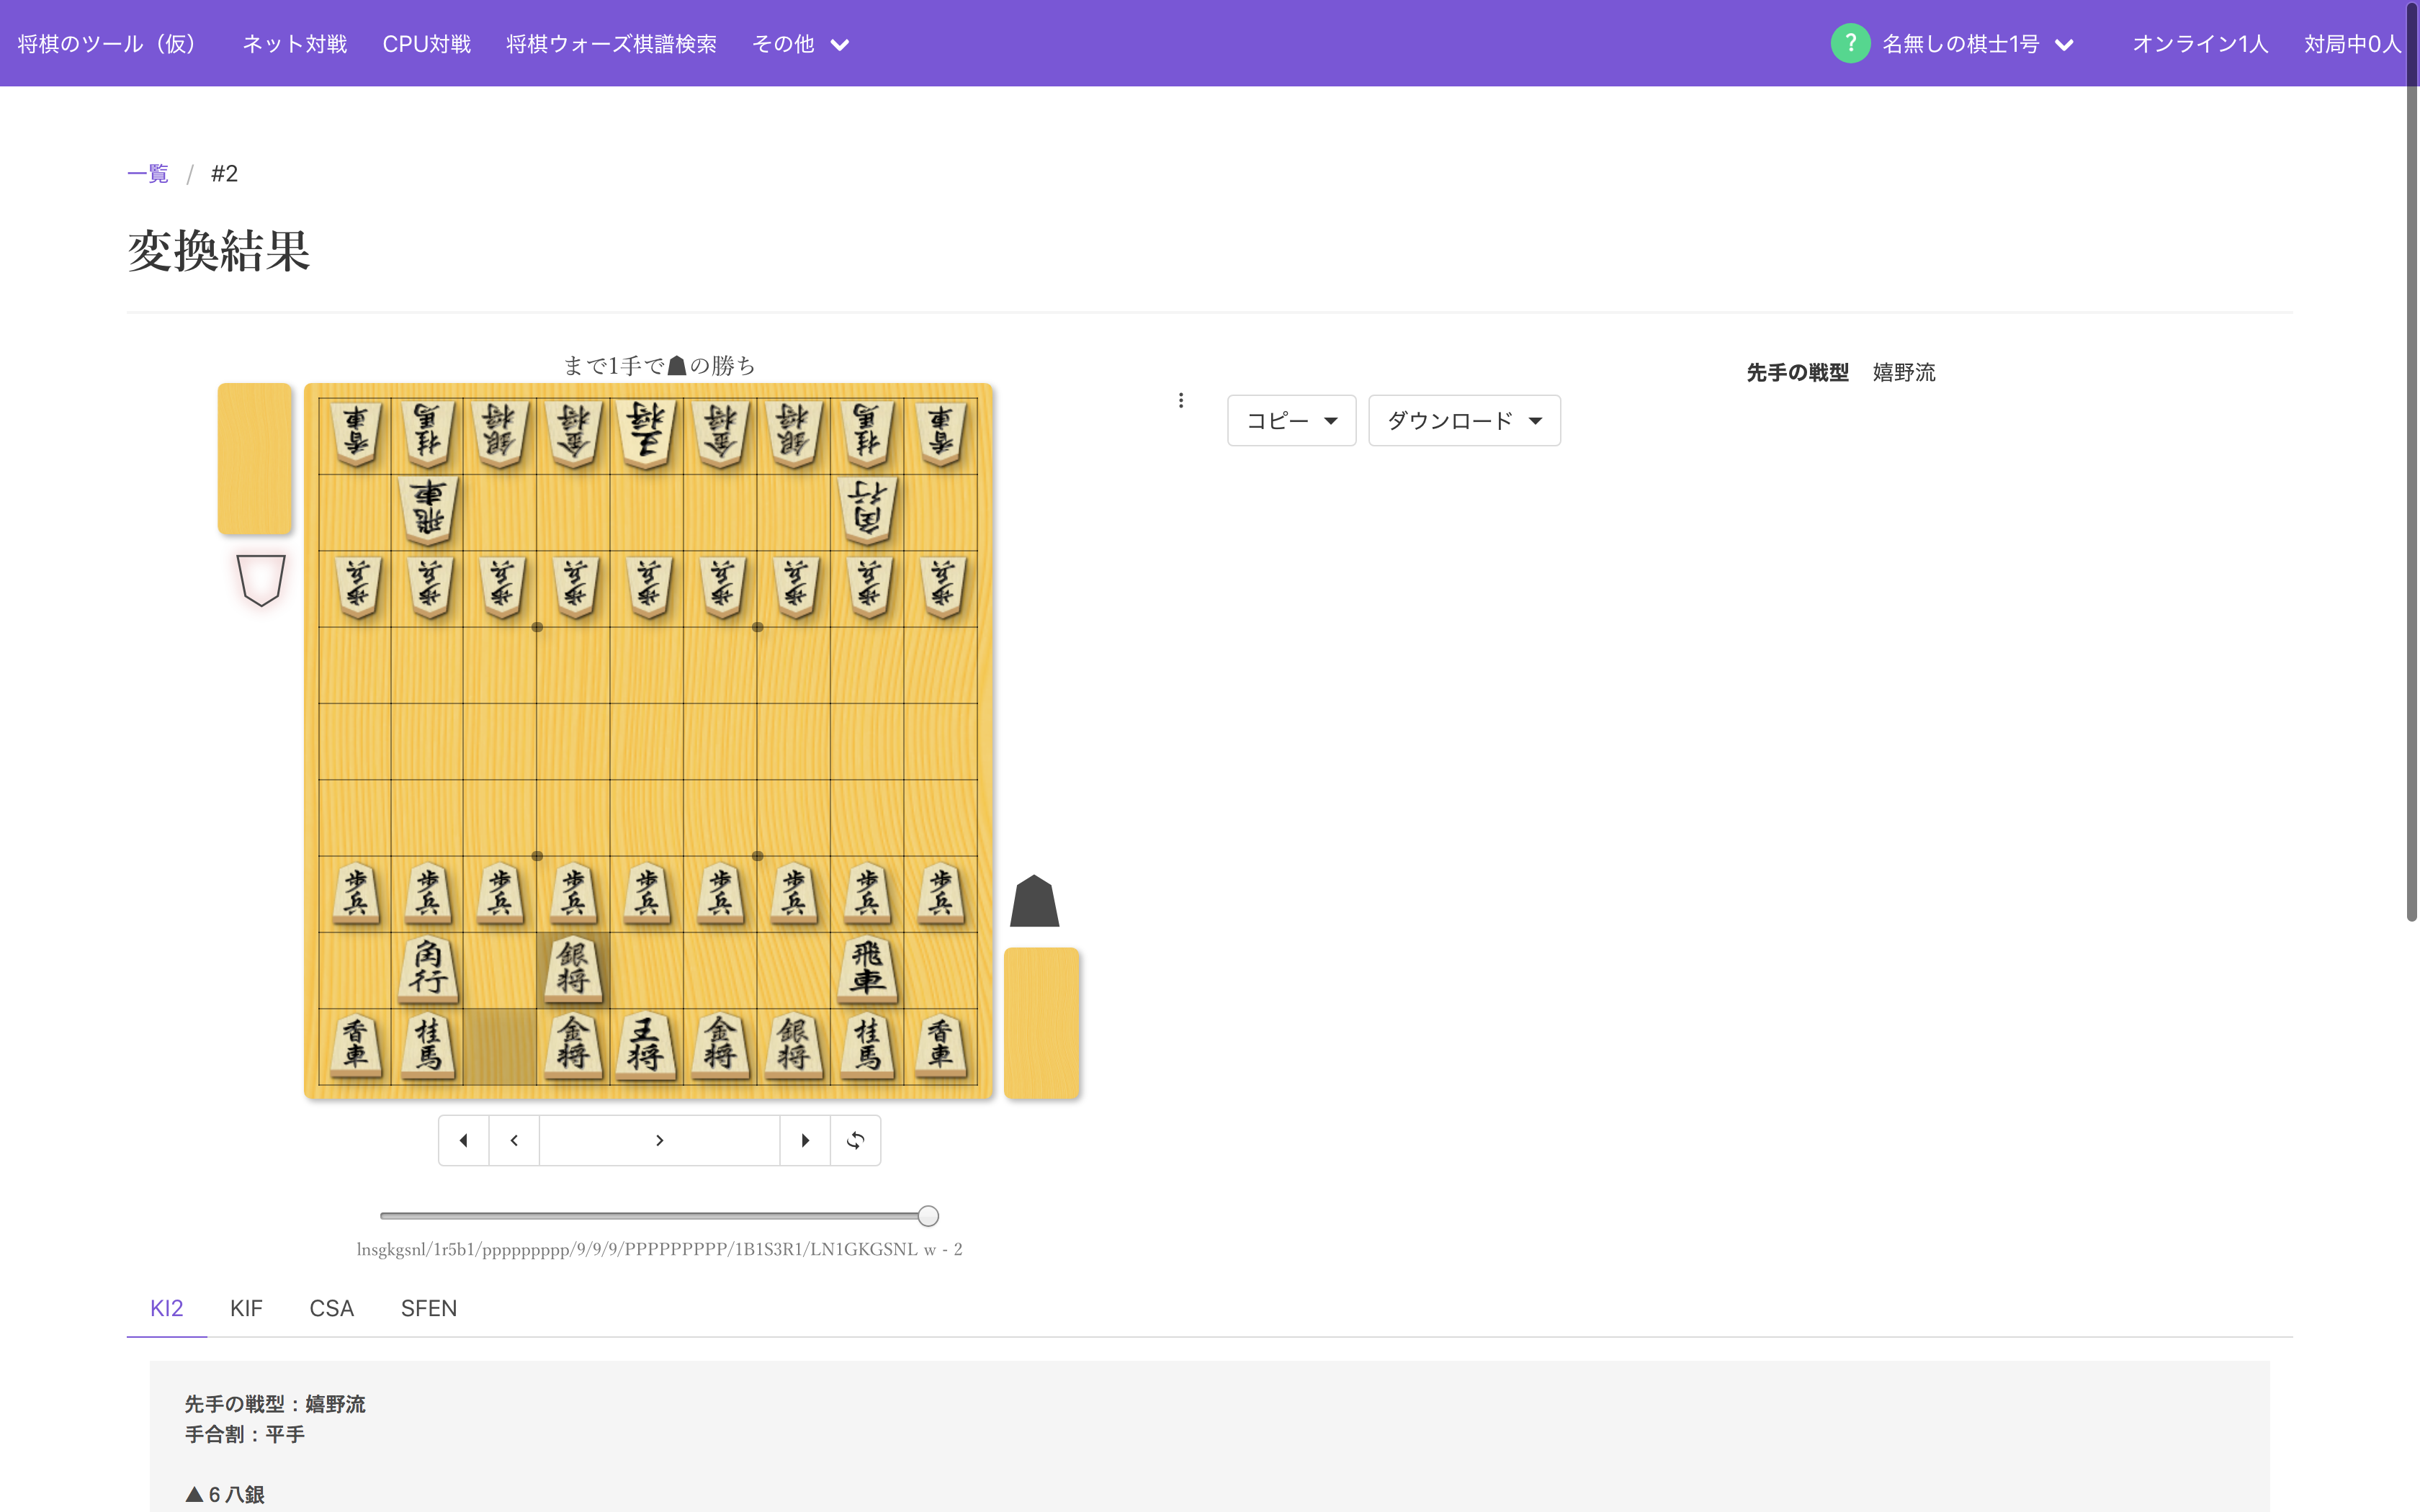 将棋のツール（仮） ネット対戦 CPU対戦 将棋ウォーズ棋譜検索 その他 ? 名無しの棋士1号 オンライン1人 対局中0人
一覧 / #2
変換結果
まで1手で☗の勝ち
先手の戦型 嬉野流
コピー ダウンロード
香車 桂馬 銀将 金将 王将 金将 銀将 桂馬 香車
飛車 角行
歩兵 歩兵 歩兵 歩兵 歩兵 歩兵 歩兵 歩兵 歩兵
歩兵 歩兵 歩兵 歩兵 歩兵 歩兵 歩兵 歩兵 歩兵
角行 銀将 飛車
香車 桂馬 金将 王将 金将 銀将 桂馬 香車
lnsgkgsnl/1r5b1/ppppppppp/9/9/9/PPPPPPPPP/1B1S3R1/LN1GKGSNL w - 2
KI2 KIF CSA SFEN
先手の戦型：嬉野流
手合割：平手
▲６八銀